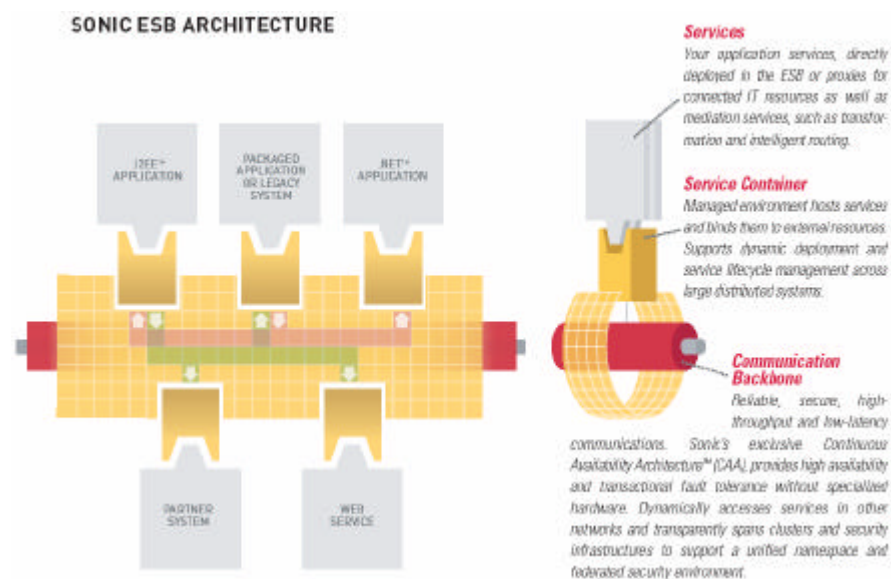 SONIC ESB ARCHITECTURE
J2EE™
APPLICATION
PACKAGED
APPLICATION
OR LEGACY
SYSTEM
.NET™
APPLICATION
PARTNER
SYSTEM
WEB
SERVICE
Services
Your application services, directly
deployed in the ESB or proxies for
connected IT resources as well as
mediation services, such as transfor-
mation and intelligent routing.
Service Container
Managed environment hosts services
and binds them to external resources.
Supports dynamic deployment and
service lifecycle management across
large distributed systems.
Communication
Backbone
Reliable, secure, high-
throughput and low-latency
communications. Sonic's exclusive Continuous
Availability Architecture™ (CAA), provides high availability
and transactional fault tolerance without specialized
hardware. Dynamically accesses services in other
networks and transparently spans clusters and security
infrastructures to support a unified namespace and
federated security environment.